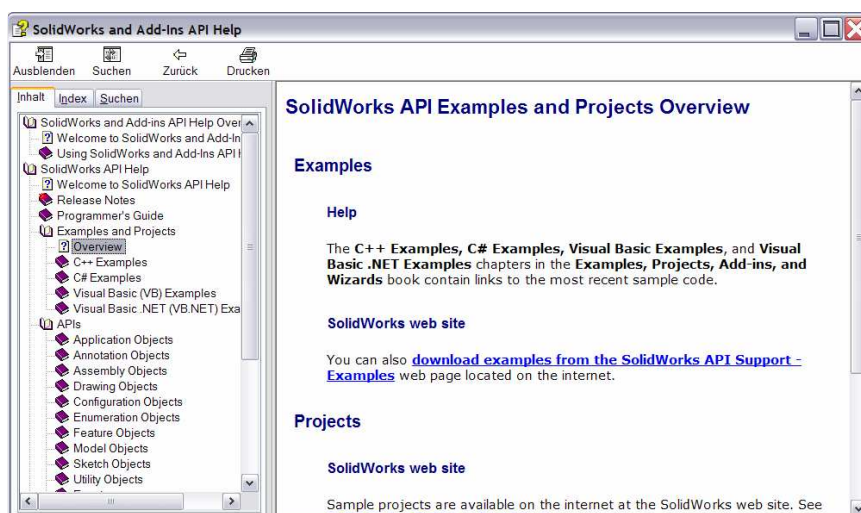 SolidWorks and Add-Ins API Help
Ausblenden Suchen Zurück Drucken
Inhalt Index Suchen
SolidWorks and Add-ins API Help Over
Welcome to SolidWorks and Add-In
Using SolidWorks and Add-Ins API H
SolidWorks API Help
Welcome to SolidWorks API Help
Release Notes
Programmer's Guide
Examples and Projects
Overview
C++ Examples
C# Examples
Visual Basic (VB) Examples
Visual Basic .NET (VB.NET) Exa
APIs
Application Objects
Annotation Objects
Assembly Objects
Drawing Objects
Configuration Objects
Enumeration Objects
Feature Objects
Model Objects
Sketch Objects
Utility Objects
SolidWorks API Examples and Projects Overview
Examples
Help
The C++ Examples, C# Examples, Visual Basic Examples, and Visual
Basic .NET Examples chapters in the Examples, Projects, Add-ins, and
Wizards book contain links to the most recent sample code.
SolidWorks web site
You can also download examples from the SolidWorks API Support -
Examples web page located on the internet.
Projects
SolidWorks web site
Sample projects are available on the internet at the SolidWorks web site. See